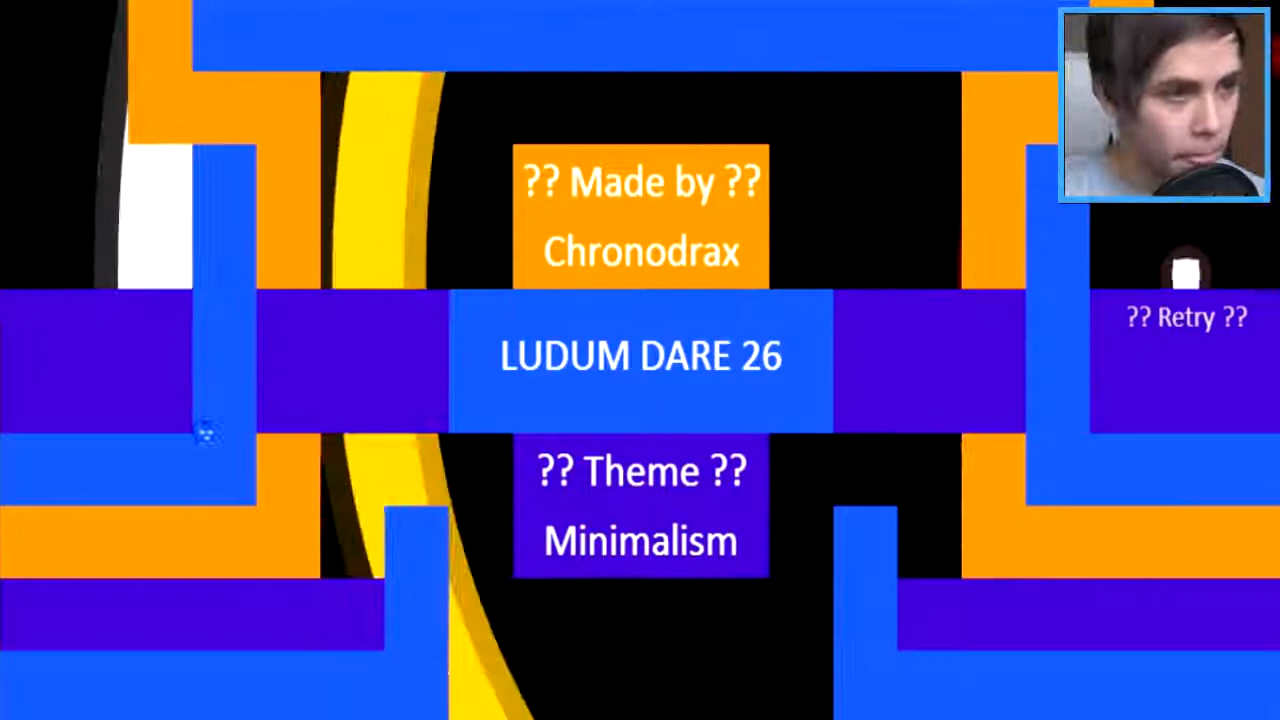 ?? Made by ??
Chronodrax
?? Retry ??
LUDUM DARE 26
?? Theme ??
Minimalism